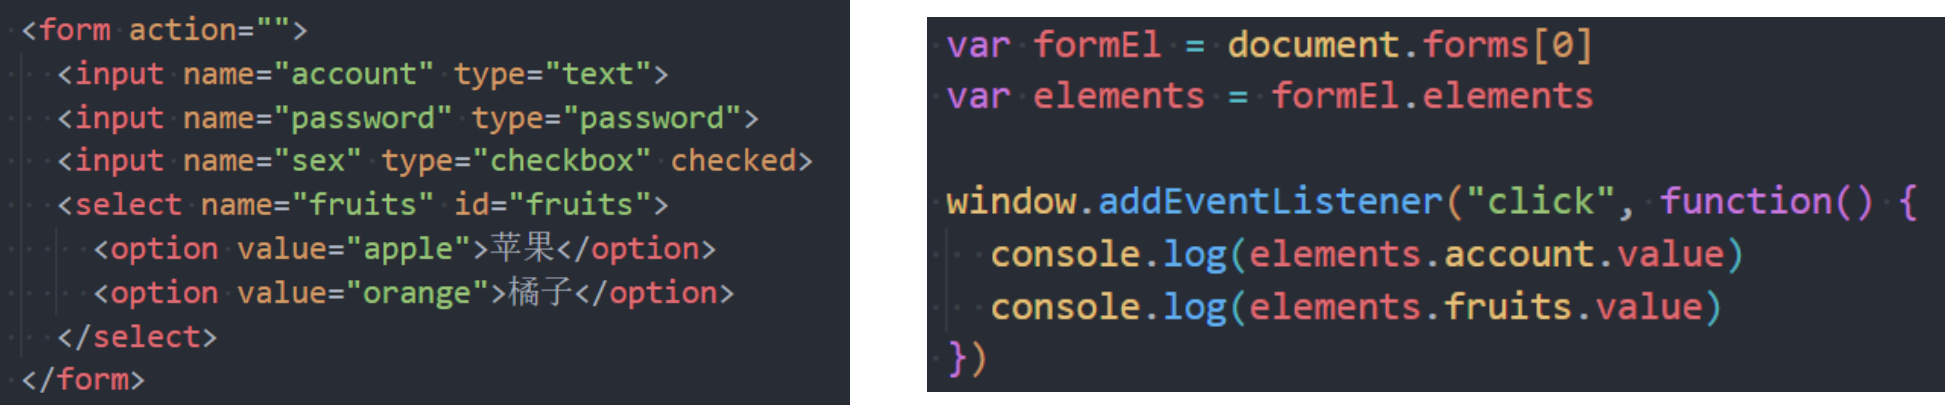 <form action="">
<input name="account" type="text">
<input name="password" type="password">
<input name="sex" type="checkbox" checked>
<select name="fruits" id="fruits">
<option value="apple">苹果</option>
<option value="orange">橘子</option>
</select>
</form>
var formEl = document.forms[0]
var elements = formEl.elements
window.addEventListener("click", function() {
console.log(elements.account.value)
console.log(elements.fruits.value)
})